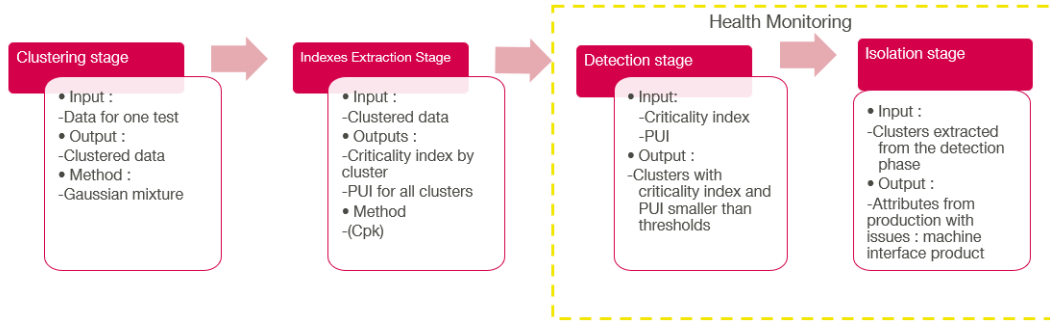 Health Monitoring
Clustering stage
• Input :
-Data for one test
• Output :
-Clustered data
• Method :
-Gaussian mixture
Indexes Extraction Stage
• Input :
-Clustered data
• Outputs :
-Criticality index by
cluster
-PUI for all clusters
• Method
-(Cpk)
Detection stage
• Input:
-Criticality index
-PUI
• Output :
-Clusters with
criticality index and
PUI smaller than
thresholds
Isolation stage
• Input :
-Clusters extracted
from the detection
phase
• Output :
-Attributes from
production with
issues : machine
interface product